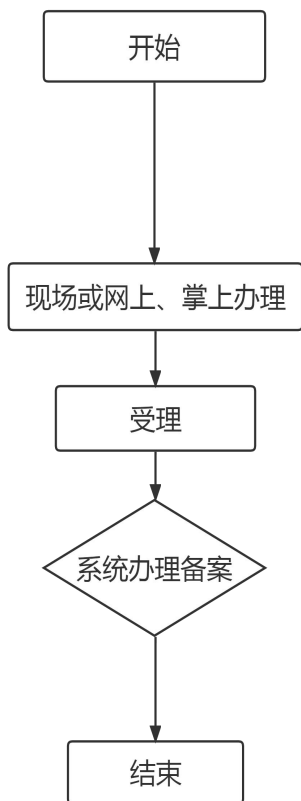 开始
现场或网上、掌上办理
受理
系统办理备案
结束